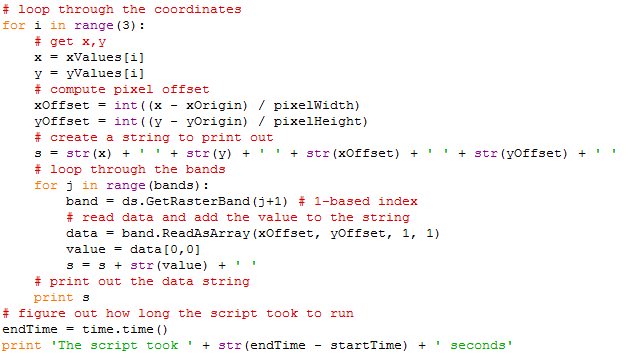 # loop through the coordinates
for i in range(3):
    # get x,y
    x = xValues[i]
    y = yValues[i]
    # compute pixel offset
    xOffset = int((x - xOrigin) / pixelWidth)
    yOffset = int((y - yOrigin) / pixelHeight)
    # create a string to print out
    s = str(x) + ' ' + str(y) + ' ' + str(xOffset) + ' ' + str(yOffset) + ' '
    # loop through the bands
    for j in range(bands):
        band = ds.GetRasterBand(j+1) # 1-based index
        # read data and add the value to the string
        data = band.ReadAsArray(xOffset, yOffset, 1, 1)
        value = data[0,0]
        s = s + str(value) + ' '
    # print out the data string
    print s
# figure out how long the script took to run
endTime = time.time()
print 'The script took ' + str(endTime - startTime) + ' seconds'